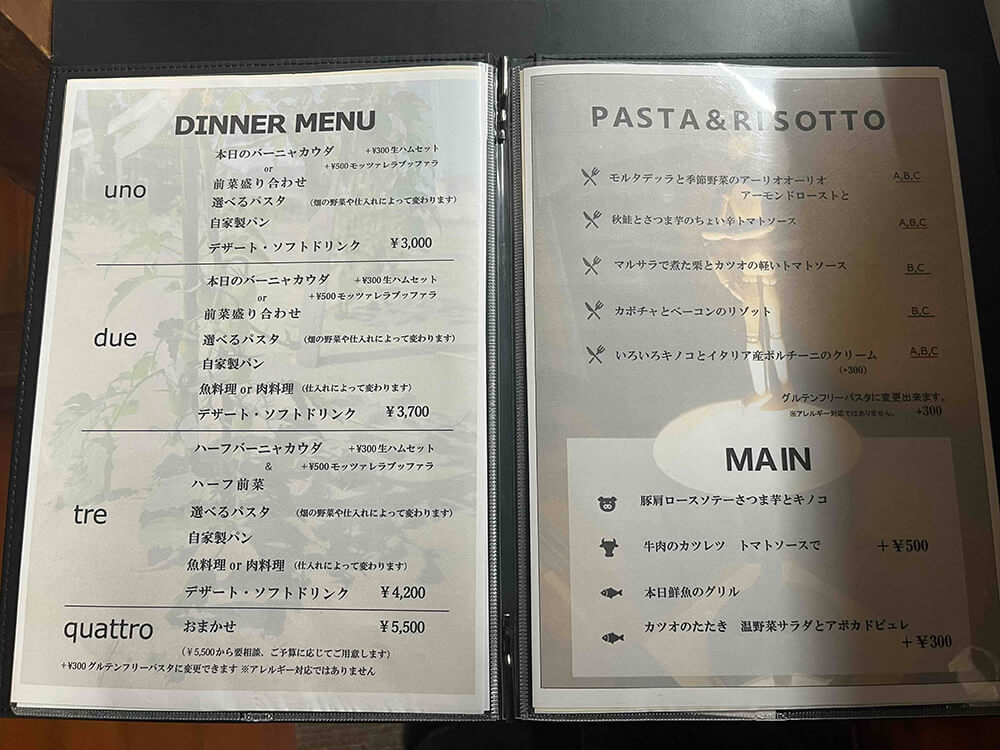 DINNER MENU
uno
本日のバーニャカウダ ＋¥300生ハムセット
or ＋¥500モッツァレラブッファラ
前菜盛り合わせ
選べるパスタ （畑の野菜や仕入れによって変わります）
自家製パン
デザート・ソフトドリンク ￥3,000
due
本日のバーニャカウダ ＋¥300生ハムセット
or ＋¥500モッツァレラブッファラ
前菜盛り合わせ
選べるパスタ （畑の野菜や仕入れによって変わります）
自家製パン
魚料理 or 肉料理 （仕入れによって変わります）
デザート・ソフトドリンク ￥3,700
tre
ハーフバーニャカウダ ＋¥300生ハムセット
& ＋¥500モッツァレラブッファラ
ハーフ前菜
選べるパスタ （畑の野菜や仕入れによって変わります）
自家製パン
魚料理 or 肉料理 （仕入れによって変わります）
デザート・ソフトドリンク ￥4,200
quattro おまかせ ￥5,500
（￥5,500から要相談、ご予算に応じてご用意します）
＋¥300グルテンフリーパスタに変更できます ※アレルギー対応ではありません
PASTA&RISOTTO
モルタデッラと季節野菜のアーリオオーリオ A,B,C
アーモンドローストと
秋鮭とさつま芋のちょい辛トマトソース A,B,C
マルサラで煮た栗とカツオの軽いトマトソース B,C
カボチャとベーコンのリゾット B,C
いろいろキノコとイタリア産ポルチーニのクリーム A,B,C
(+300)
グルテンフリーパスタに変更出来ます。
※アレルギー対応ではありません。 +300
MAIN
豚肩ロースソテーさつま芋とキノコ
牛肉のカツレツ トマトソースで ＋￥500
本日鮮魚のグリル
カツオのたたき 温野菜サラダとアボカドピュレ
＋￥300